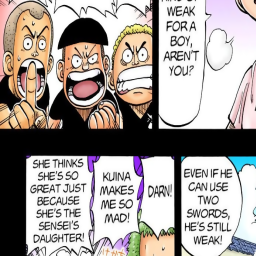 WEAK
FOR A
BOY,
AREN'T
YOU?
EVEN IF HE
CAN USE
TWO
SWORDS,
HE'S STILL
WEAK!
DARN!
KUINA
MAKES
ME SO
MAD!
SHE THINKS
SHE'S SO
GREAT JUST
BECAUSE
SHE'S THE
SENSEI'S
DAUGHTER!